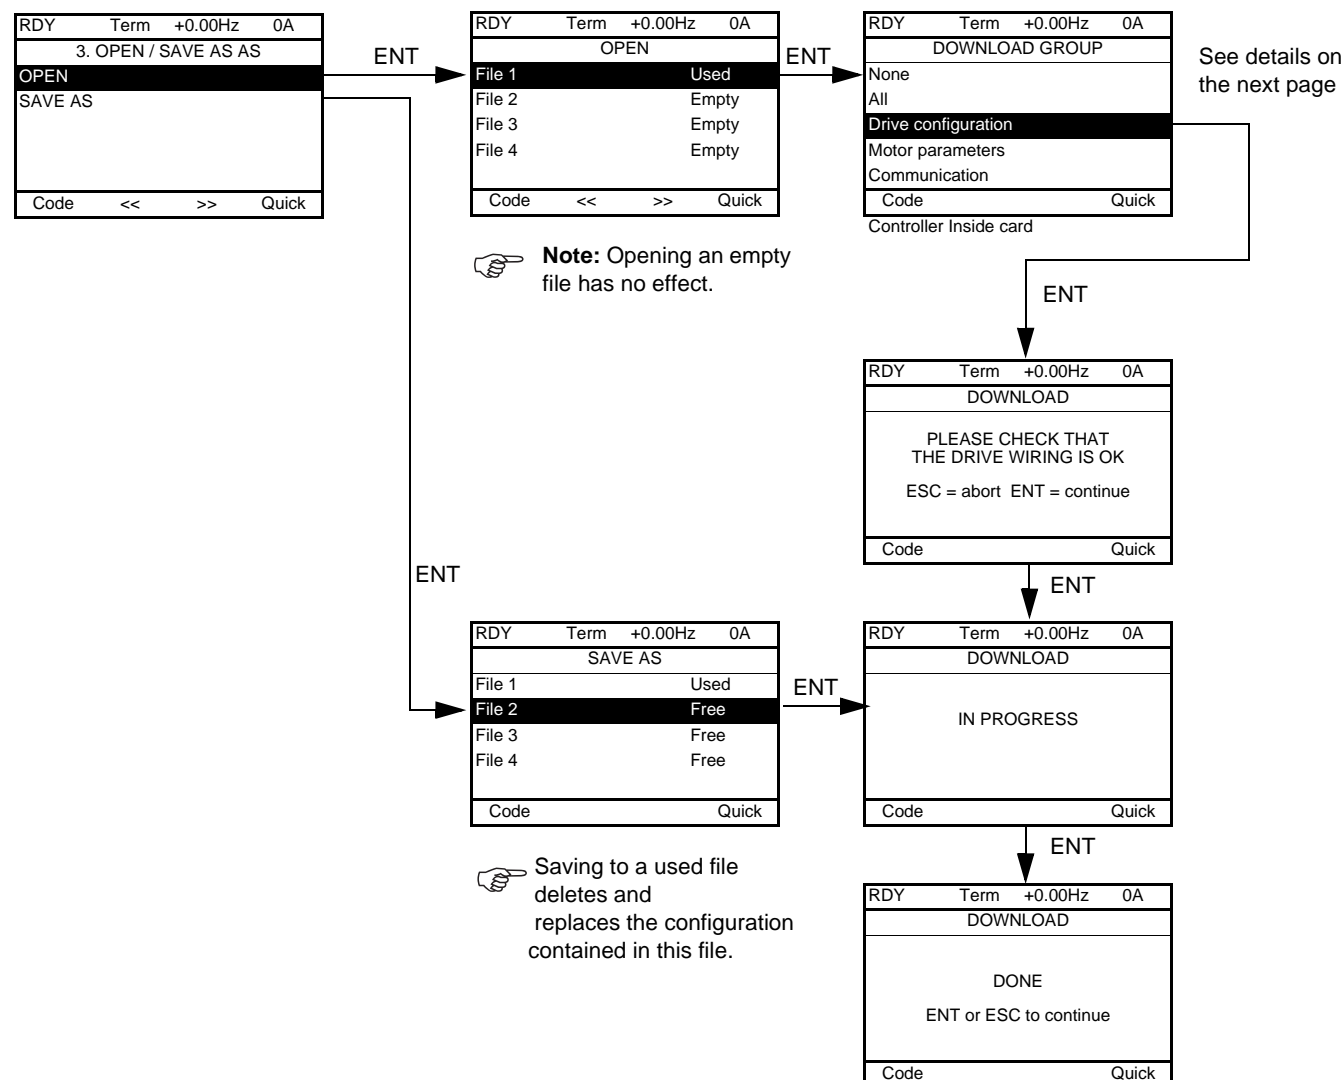 RDY Term +0.00Hz 0A
3. OPEN / SAVE AS AS
OPEN
SAVE AS
Code << >> Quick
ENT
RDY Term +0.00Hz 0A
OPEN
File 1 Used
File 2 Empty
File 3 Empty
File 4 Empty
Code << >> Quick
Note: Opening an empty
file has no effect.
ENT
RDY Term +0.00Hz 0A
DOWNLOAD GROUP
None
All
Drive configuration
Motor parameters
Communication
Code Quick
Controller Inside card
See details on
the next page
ENT
RDY Term +0.00Hz 0A
DOWNLOAD
PLEASE CHECK THAT
THE DRIVE WIRING IS OK
ESC = abort ENT = continue
Code Quick
ENT
ENT
RDY Term +0.00Hz 0A
SAVE AS
File 1 Used
File 2 Free
File 3 Free
File 4 Free
Code Quick
Saving to a used file
deletes and
replaces the configuration
contained in this file.
ENT
RDY Term +0.00Hz 0A
DOWNLOAD
IN PROGRESS
Code Quick
ENT
RDY Term +0.00Hz 0A
DOWNLOAD
DONE
ENT or ESC to continue
Code Quick